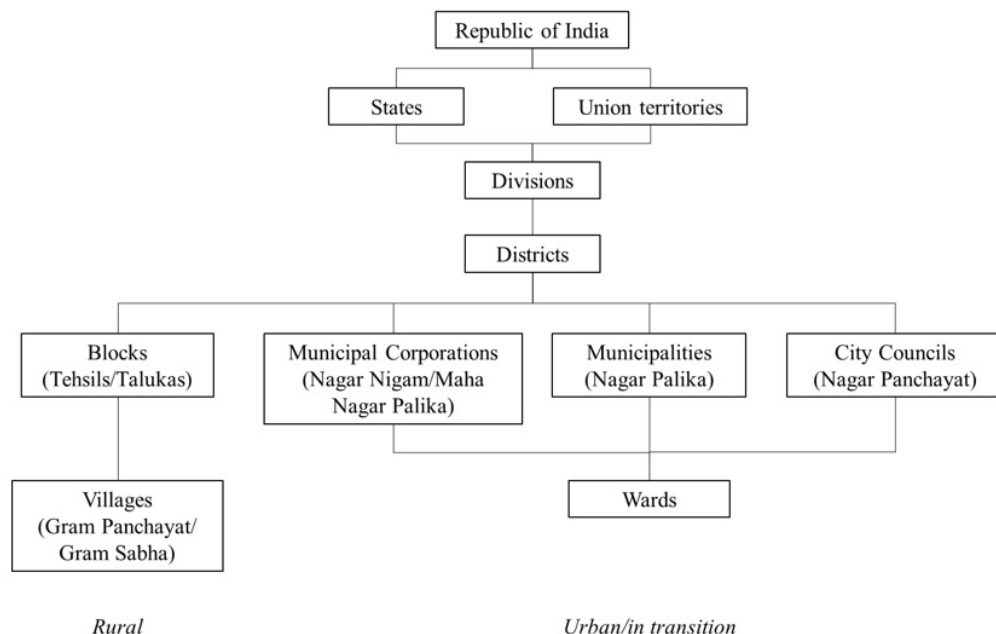 Republic of India
States
Union territories
Divisions
Districts
Blocks
(Tehsils/Talukas)
Municipal Corporations
(Nagar Nigam/Maha
Nagar Palika)
Municipalities
(Nagar Palika)
City Councils
(Nagar Panchayat)
Villages
(Gram Panchayat/
Gram Sabha)
Wards
Rural
Urban/in transition